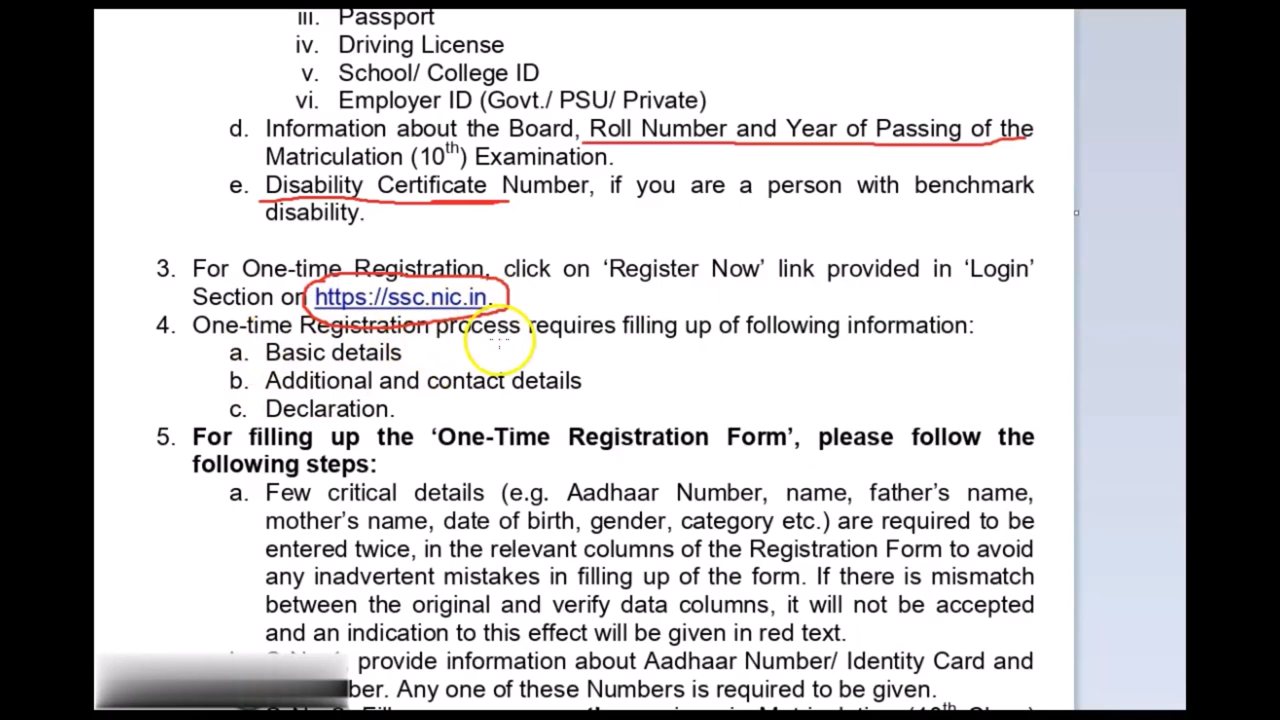 iii. Passport
iv. Driving License
v. School/ College ID
vi. Employer ID (Govt./ PSU/ Private)
d. Information about the Board, Roll Number and Year of Passing of the
Matriculation (10th) Examination.
e. Disability Certificate Number, if you are a person with benchmark
disability.
3. For One-time Registration, click on ‘Register Now’ link provided in ‘Login’
Section on https://ssc.nic.in.
4. One-time Registration process requires filling up of following information:
a. Basic details
b. Additional and contact details
c. Declaration.
5. For filling up the ‘One-Time Registration Form’, please follow the
following steps:
a. Few critical details (e.g. Aadhaar Number, name, father’s name,
mother’s name, date of birth, gender, category etc.) are required to be
entered twice, in the relevant columns of the Registration Form to avoid
any inadvertent mistakes in filling up of the form. If there is mismatch
between the original and verify data columns, it will not be accepted
and an indication to this effect will be given in red text.
provide information about Aadhaar Number/ Identity Card and
ber. Any one of these Numbers is required to be given.